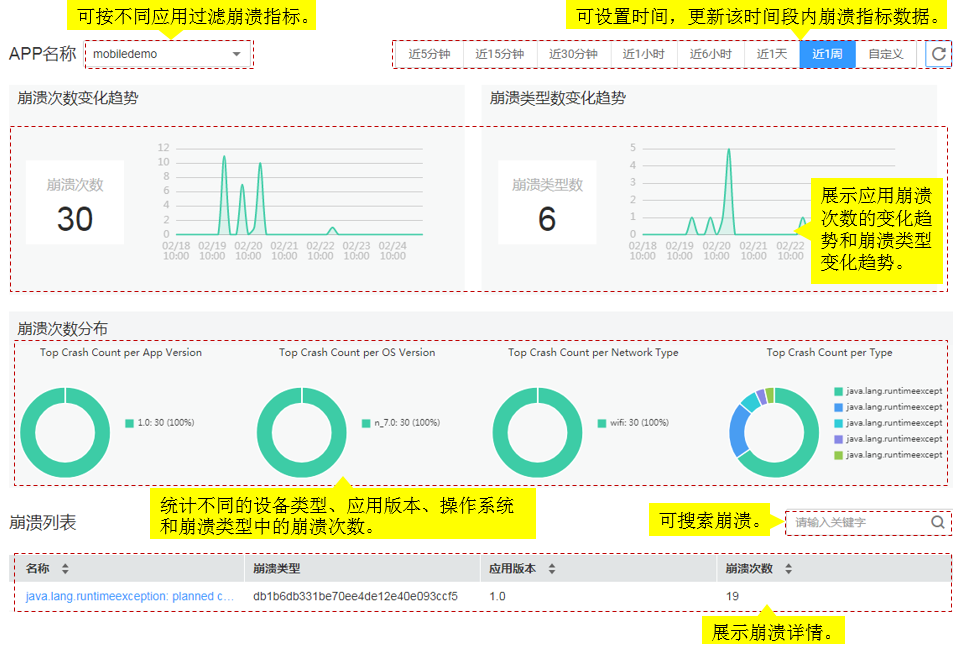 可按不同应用过滤崩溃指标。
可设置时间，更新该时间段内崩溃指标数据。
APP名称
mobiledemo
近5分钟 近15分钟 近30分钟 近1小时 近6小时 近1天 近1周 自定义
崩溃次数变化趋势
崩溃类型数变化趋势
崩溃次数
30
12
10
8
6
4
2
0
02/18 02/19 02/20 02/21 02/22 02/23 02/24
10:00 10:00 10:00 10:00 10:00 10:00 10:00
崩溃类型数
6
5
4
3
2
1
0
02/18 02/19 02/20 02/21 02/22
10:00 10:00 10:00 10:00 10:00
展示应用崩溃
次数的变化趋
势和崩溃类型
变化趋势。
崩溃次数分布
Top Crash Count per App Version
Top Crash Count per OS Version
Top Crash Count per Network Type
Top Crash Count per Type
1.0: 30 (100%)
n_7.0: 30 (100%)
wifi: 30 (100%)
java.lang.runtimeexcept
java.lang.runtimeexcept
java.lang.runtimeexcept
java.lang.runtimeexcept
java.lang.runtimeexcept
统计不同的设备类型、应用版本、操作系统
和崩溃类型中的崩溃次数。
崩溃列表
可搜索崩溃。
请输入关键字
名称 崩溃类型 应用版本 崩溃次数
java.lang.runtimeexception: planned c... db1b6db331be70ee4de12e40e093ccf5 1.0 19
展示崩溃详情。